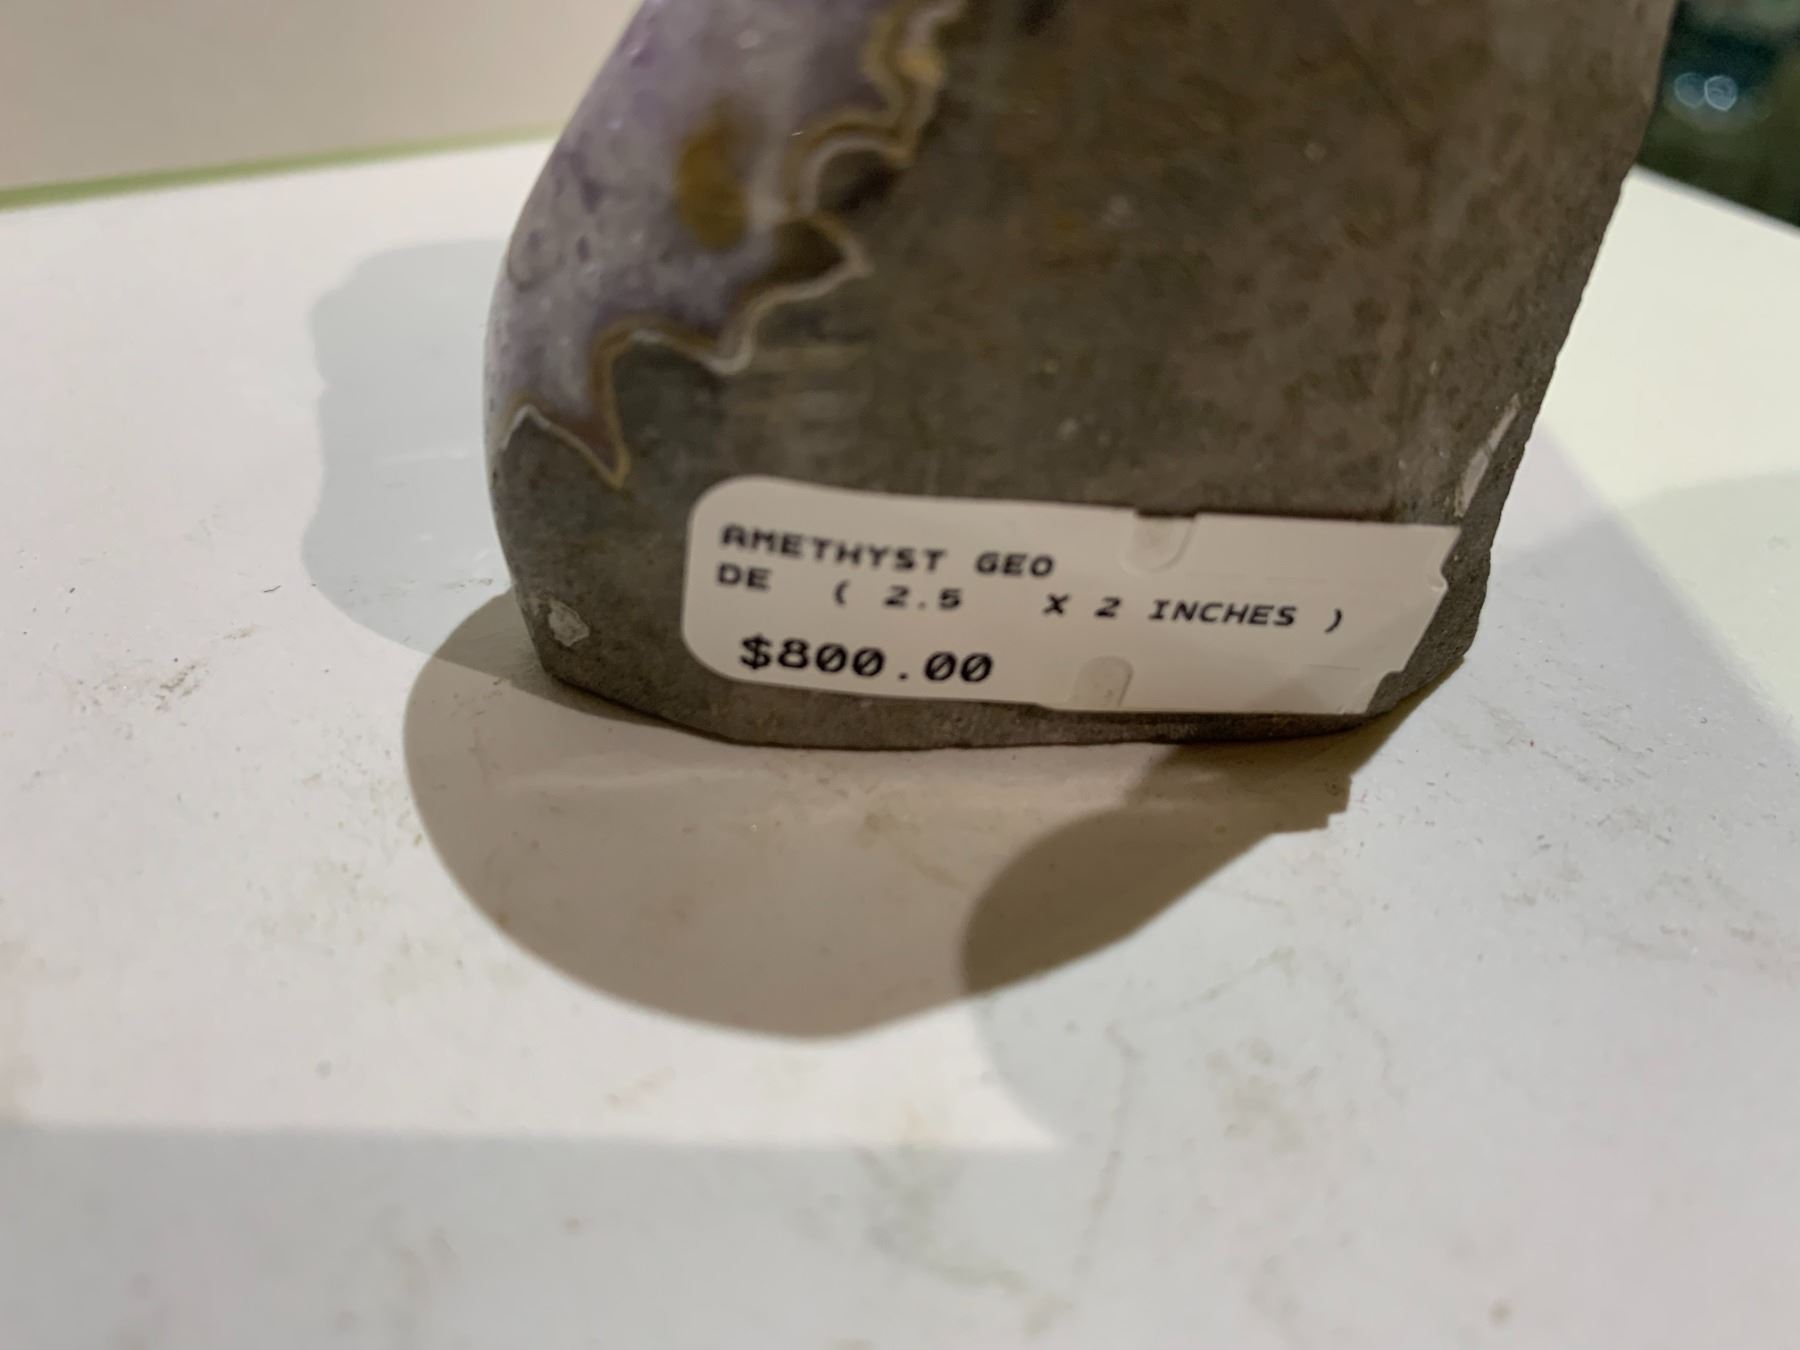 AMETHYST GEO
DE ( 2.5 X 2 INCHES )
$800.00